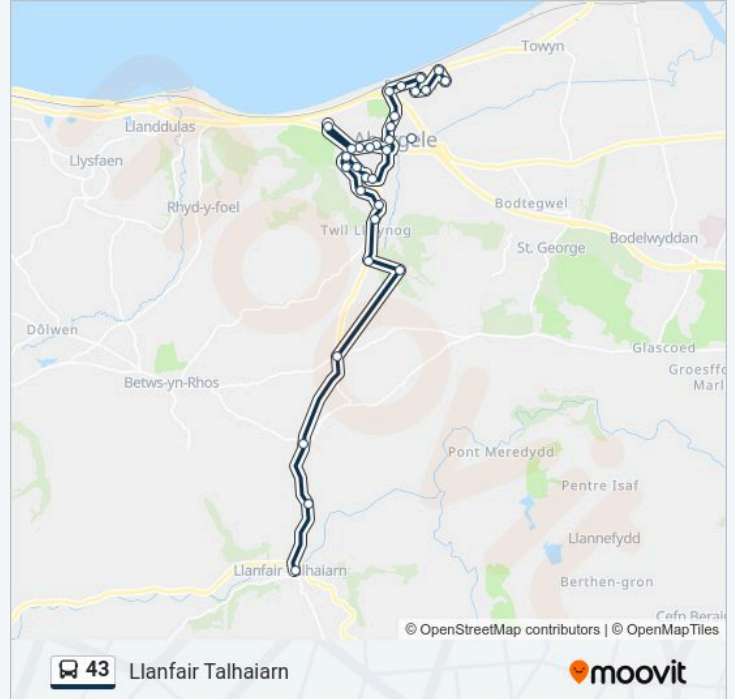 Towyn
Llanddulas
Abergele
Llysfaen
Rhyd-y-foel
Bodtegwel
Twll Llwynog
Bodelwyddan
St. George
Dôlwen
Glascoed
Groesffo
Marl
Betws-yn-Rhos
Pont Meredydd
Pentre Isaf
Llannefydd
Llanfair Talhaiarn
Berthen-gron
Cefn Berain
© OpenStreetMap contributors | © OpenMapTiles
43 Llanfair Talhaiarn
moovit